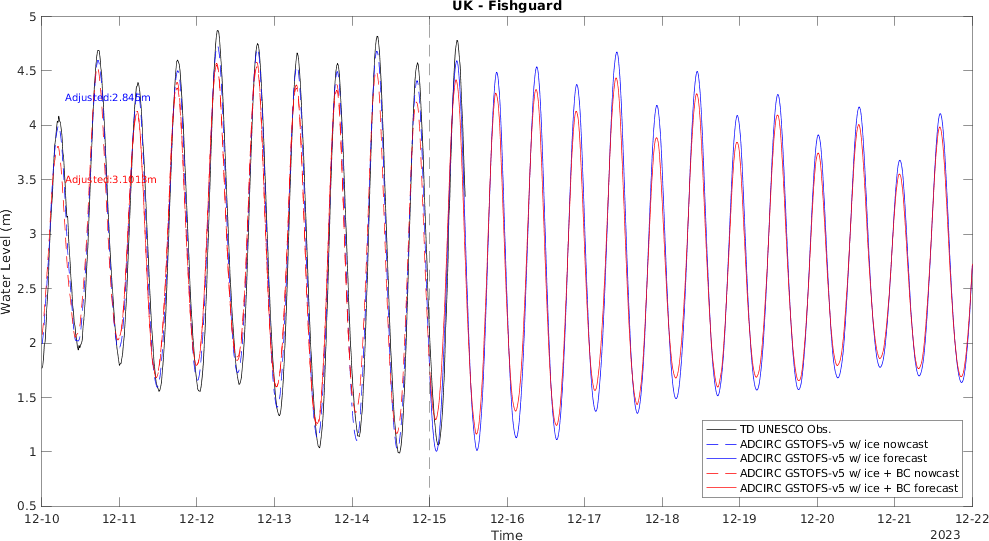 UK - Fishguard
5
4.5
4
3.5
3
2.5
2
1.5
1
0.5
Water Level (m)
Adjusted:2.845m
Adjusted:3.1013m
TD UNESCO Obs.
ADCIRC GSTOFS-v5 w/ ice nowcast
ADCIRC GSTOFS-v5 w/ ice forecast
ADCIRC GSTOFS-v5 w/ ice + BC nowcast
ADCIRC GSTOFS-v5 w/ ice + BC forecast
12-10 12-11 12-12 12-13 12-14 12-15 12-16 12-17 12-18 12-19 12-20 12-21 12-22
Time
2023